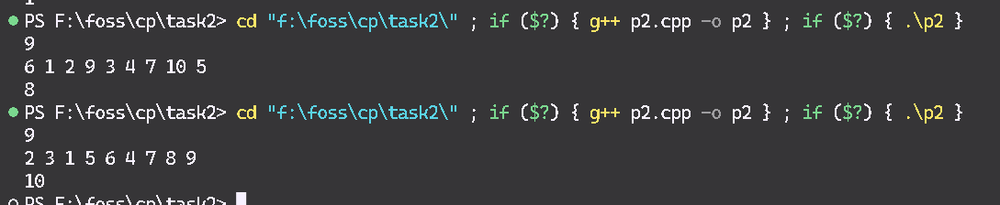 PS F:\foss\cp\task2> cd "f:\foss\cp\task2\" ; if ($?) { g++ p2.cpp -o p2 } ; if ($?) { .\p2 }
9
6 1 2 9 3 4 7 10 5
8
PS F:\foss\cp\task2> cd "f:\foss\cp\task2\" ; if ($?) { g++ p2.cpp -o p2 } ; if ($?) { .\p2 }
9
2 3 1 5 6 4 7 8 9
10
PS F:\foss\cp\task2>